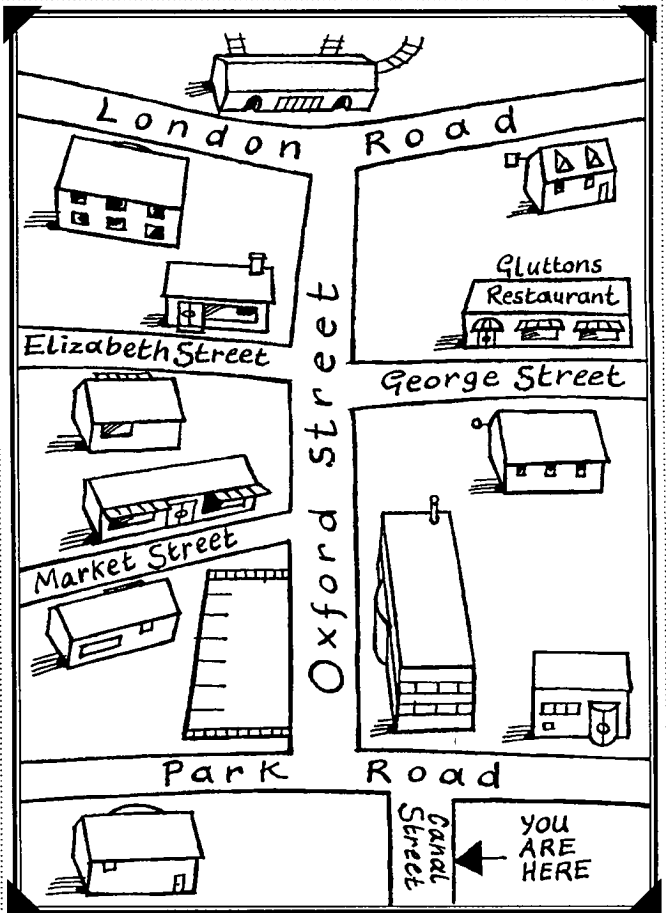 London Road
Gluttons
Restaurant
Elizabeth Street
George Street
Oxford street
Market Street
Park Road
Canal
Street
YOU
ARE
HERE